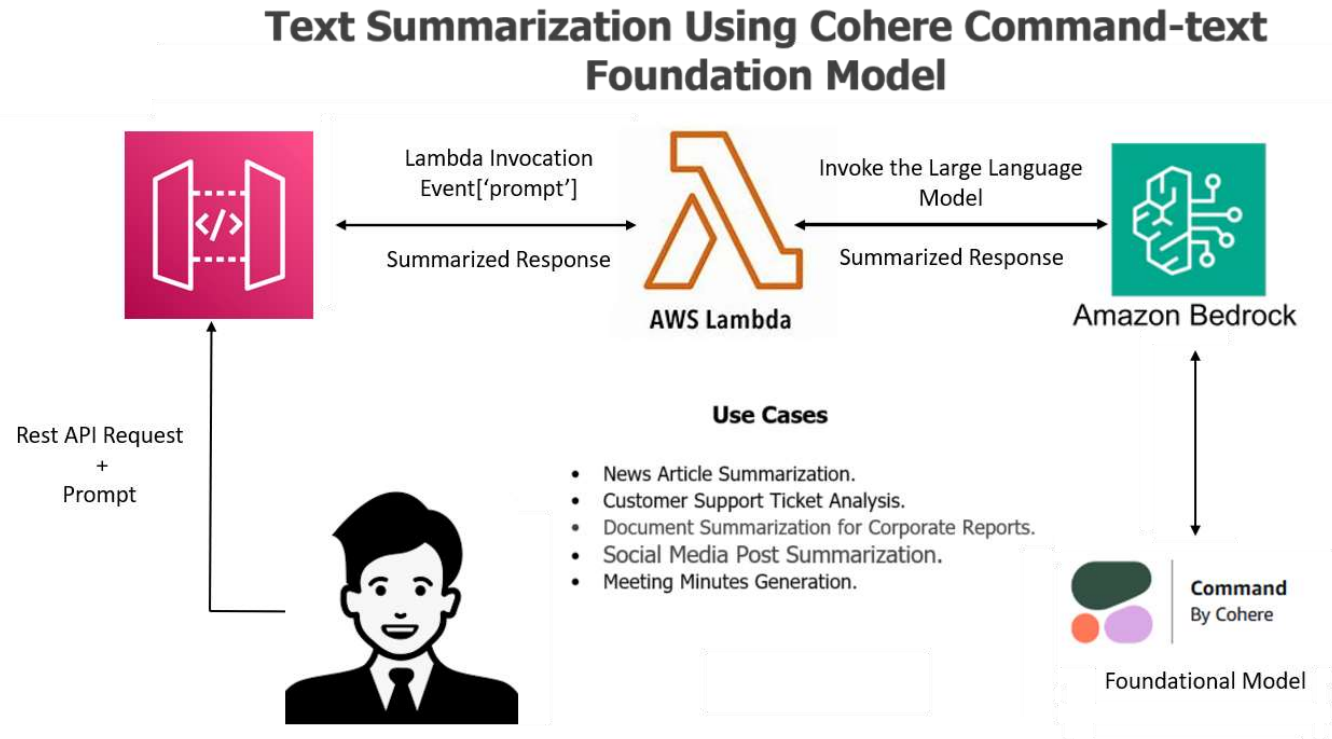 Text Summarization Using Cohere Command-text
Foundation Model
Lambda Invocation
Event[‘prompt’]
Summarized Response
Invoke the Large Language
Model
Summarized Response
</>
AWS Lambda
Amazon Bedrock
Rest API Request
+
Prompt
Use Cases
• News Article Summarization.
• Customer Support Ticket Analysis.
• Document Summarization for Corporate Reports.
• Social Media Post Summarization.
• Meeting Minutes Generation.
Command
By Cohere
Foundational Model